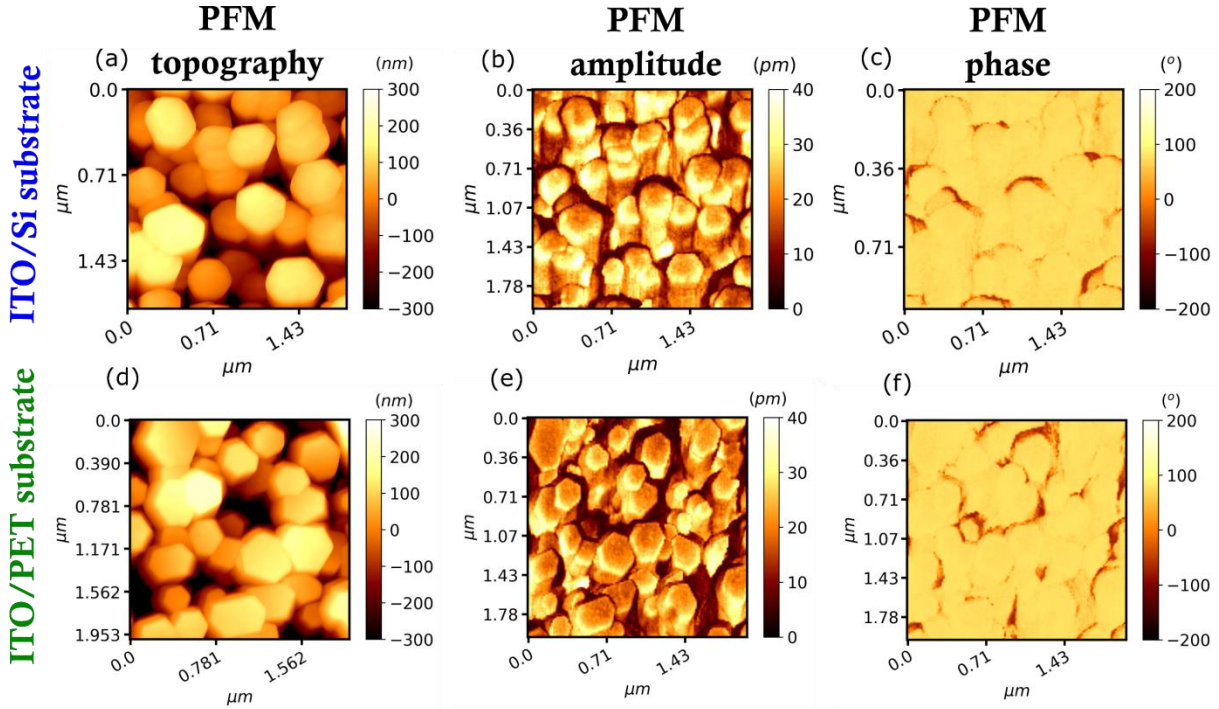 PFM
topography
PFM
amplitude
PFM
phase
ITO/Si substrate
ITO/PET substrate
(a)
(nm)
0.0
0.71
1.43
μm
0.0
0.71
1.43
μm
300
200
100
0
−100
−200
−300
(b)
(pm)
0.0
0.36
0.71
1.07
1.43
1.78
μm
0.0
0.71
1.43
μm
40
30
20
10
0
(c)
(°)
0.0
0.36
0.71
μm
0.0
0.71
1.43
μm
200
100
0
−100
−200
(d)
(nm)
0.0
0.390
0.781
1.171
1.562
1.953
μm
0.0
0.781
1.562
μm
300
200
100
0
−100
−200
−300
(e)
(pm)
0.0
0.36
0.71
1.07
1.43
1.78
μm
0.0
0.71
1.43
μm
40
30
20
10
0
(f)
(°)
0.0
0.36
0.71
1.07
1.43
1.78
μm
0.0
0.71
1.43
μm
200
100
0
−100
−200